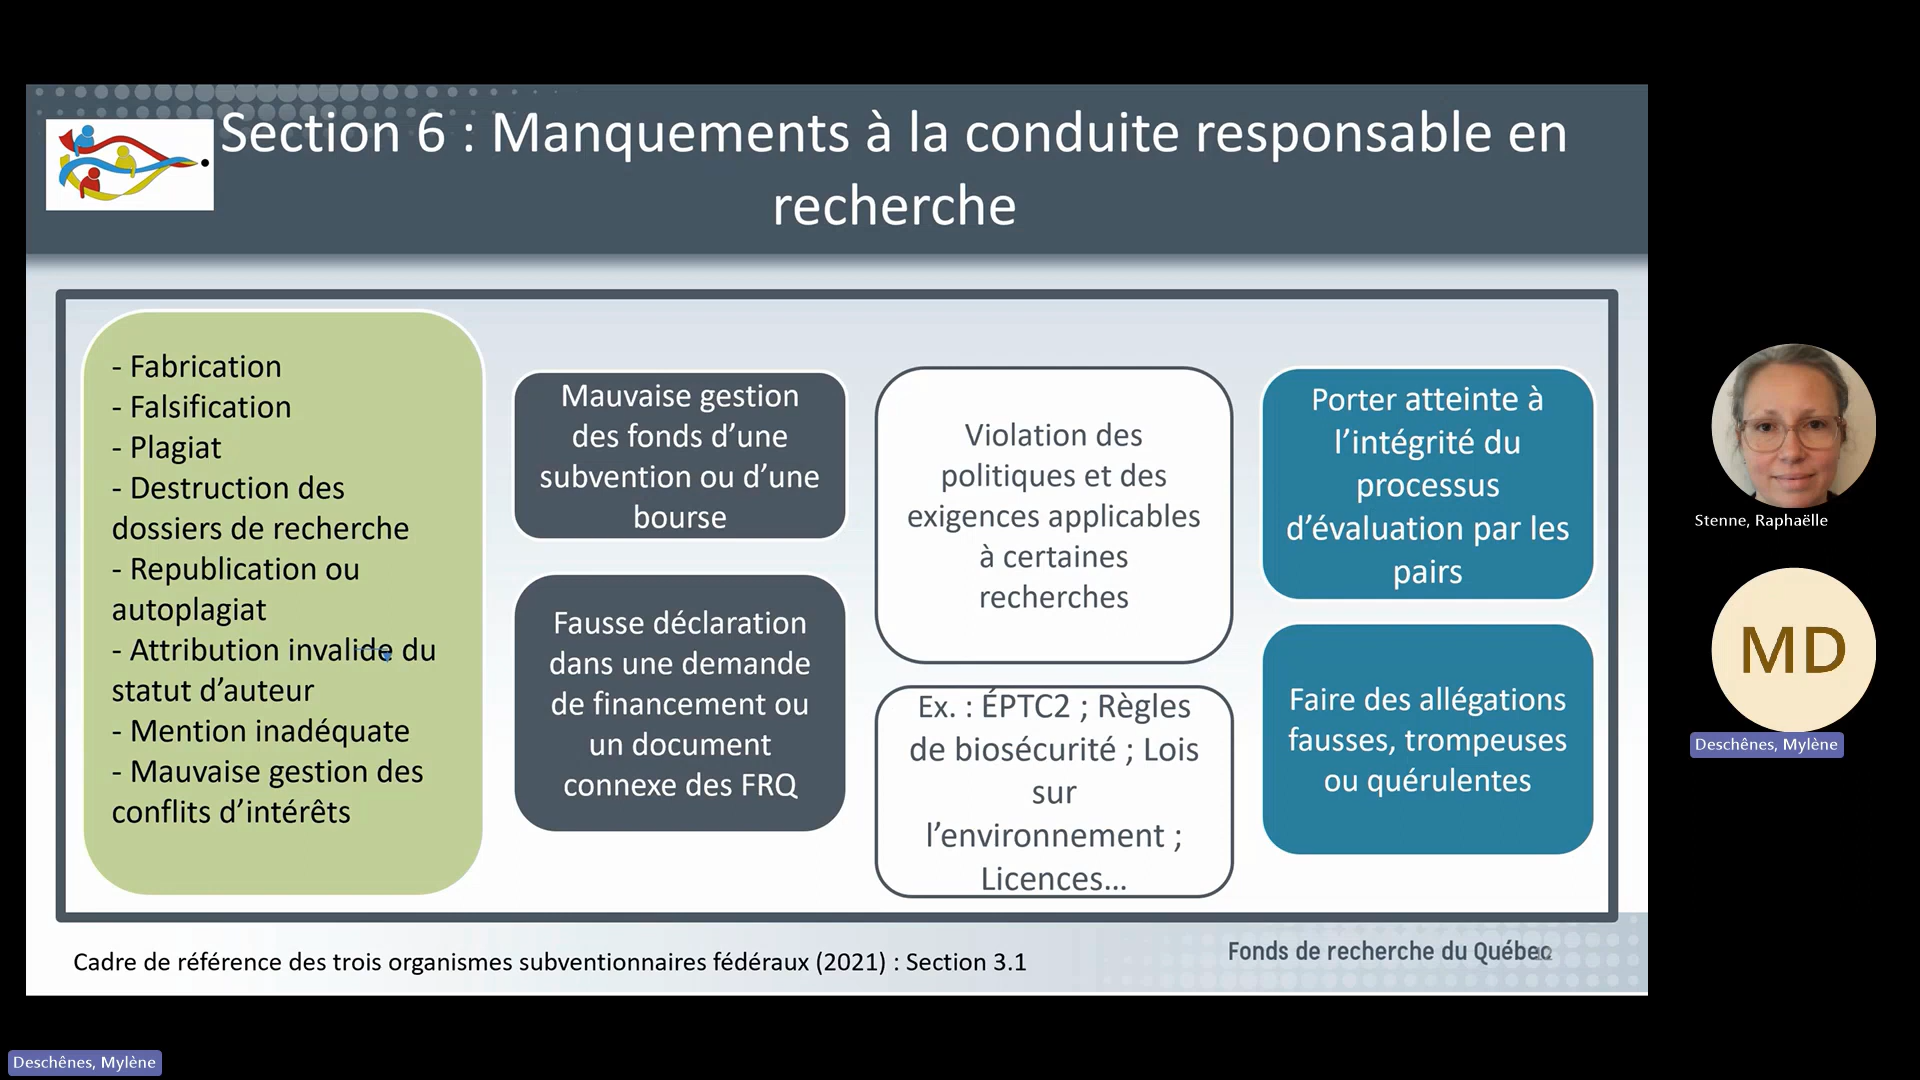 Section 6 : Manquements à la conduite responsable en
recherche
- Fabrication
- Falsification
- Plagiat
- Destruction des
dossiers de recherche
- Republication ou
autoplagiat
- Attribution invalide du
statut d’auteur
- Mention inadéquate
- Mauvaise gestion des
conflits d’intérêts
Mauvaise gestion
des fonds d’une
subvention ou d’une
bourse
Fausse déclaration
dans une demande
de financement ou
un document
connexe des FRQ
Violation des
politiques et des
exigences applicables
à certaines
recherches
Ex. : ÉPTC2 ; Règles
de biosécurité ; Lois
sur
l’environnement ;
Licences...
Porter atteinte à
l’intégrité du
processus
d’évaluation par les
pairs
Faire des allégations
fausses, trompeuses
ou quérulentes
Cadre de référence des trois organismes subventionnaires fédéraux (2021) : Section 3.1
Fonds de recherche du Québec
Stenne, Raphaëlle
MD
Deschênes, Mylène
Deschênes, Mylène